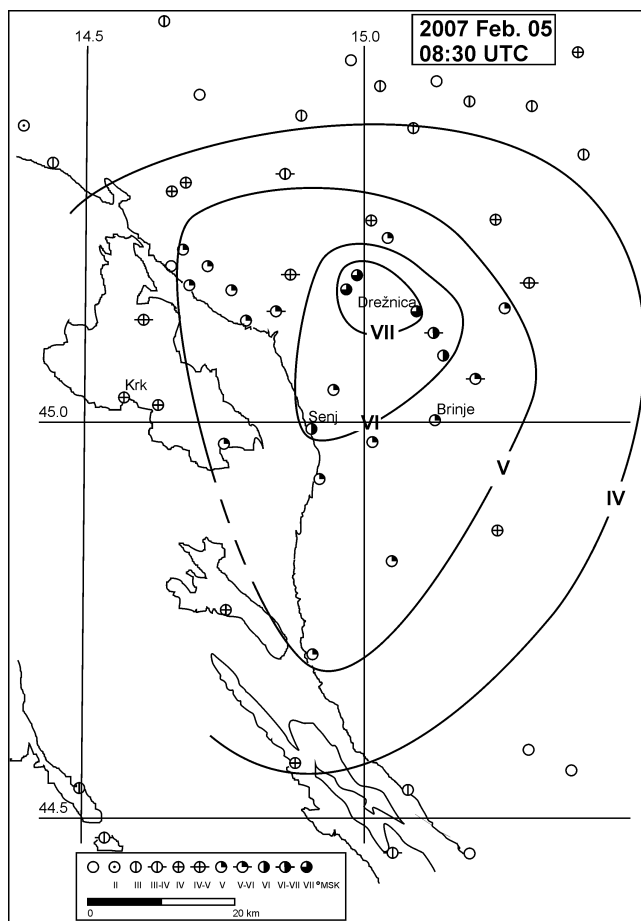 2007 Feb. 05
08:30 UTC
14.5
15.0
Drežnica
VII
Krk
Senj
Brinje
45.0
VI
V
IV
44.5
II III III-IV IV IV-V V V-VI VI VI-VII VII °MSK
0 20 km